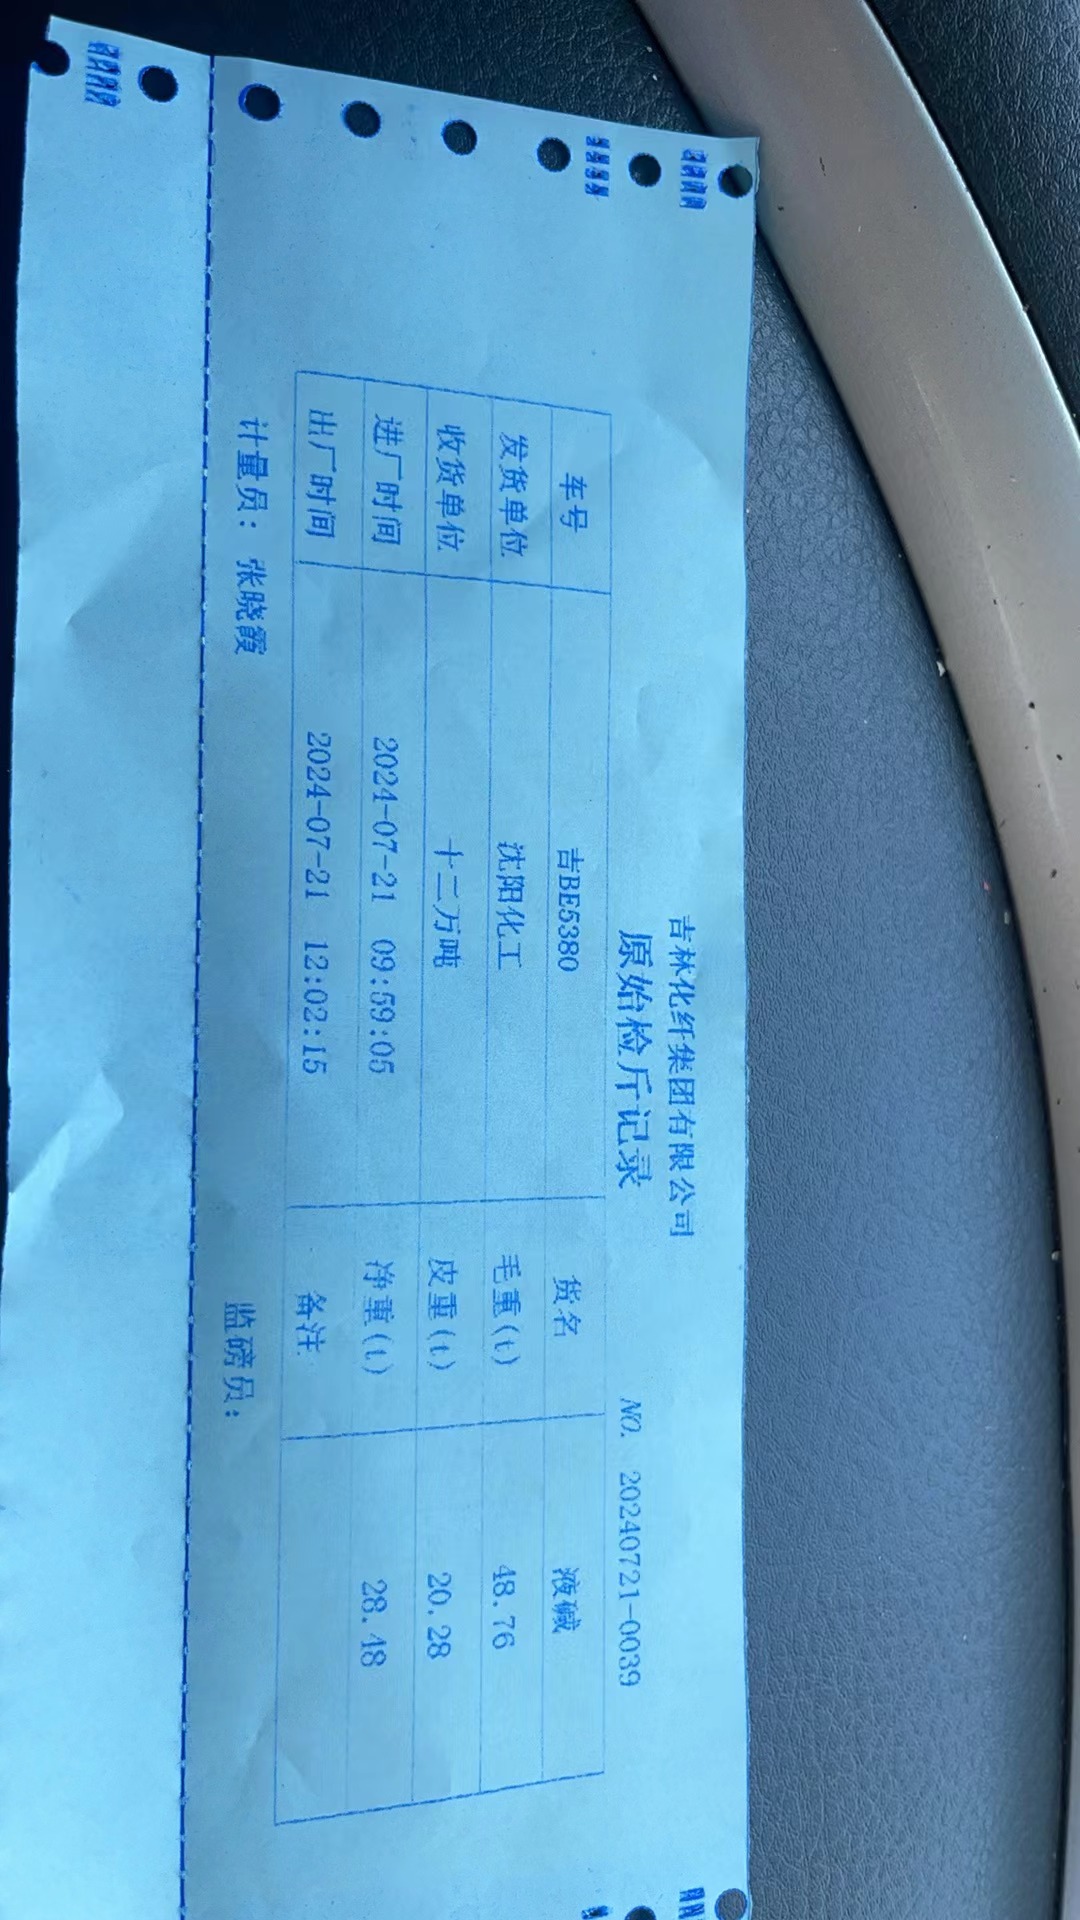 吉林化纤集团有限公司
原始检斤记录
NO. 20240721-0039
车号 吉BE5380 货名 液碱
发货单位 沈阳化工 毛重(t) 48.76
收货单位 十二万吨 皮重(t) 20.28
进厂时间 2024-07-21 09:59:05 净重(t) 28.48
出厂时间 2024-07-21 12:02:15 备注
计量员: 张晓霞 监磅员: